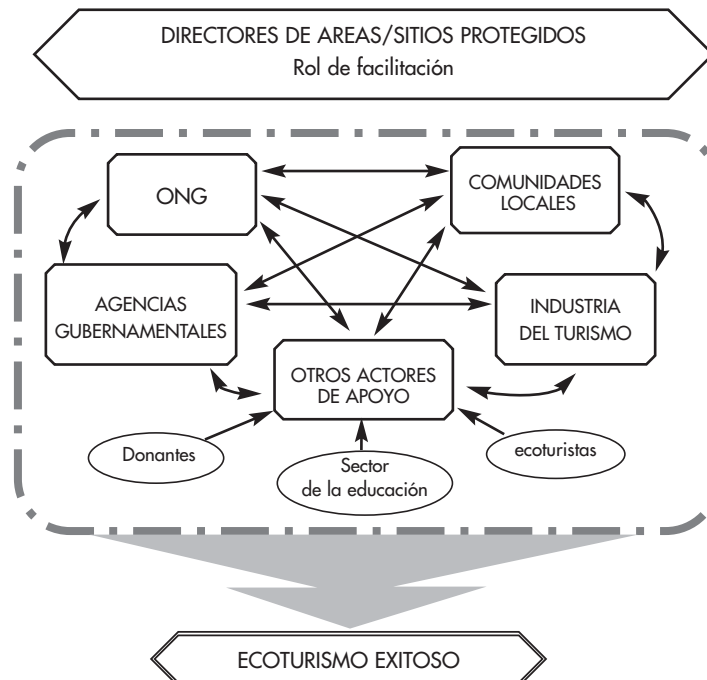 DIRECTORES DE AREAS/SITIOS PROTEGIDOS
Rol de facilitación
ONG
COMUNIDADES
LOCALES
AGENCIAS
GUBERNAMENTALES
INDUSTRIA
DEL TURISMO
OTROS ACTORES
DE APOYO
Donantes
Sector
de la educación
ecoturistas
ECOTURISMO EXITOSO